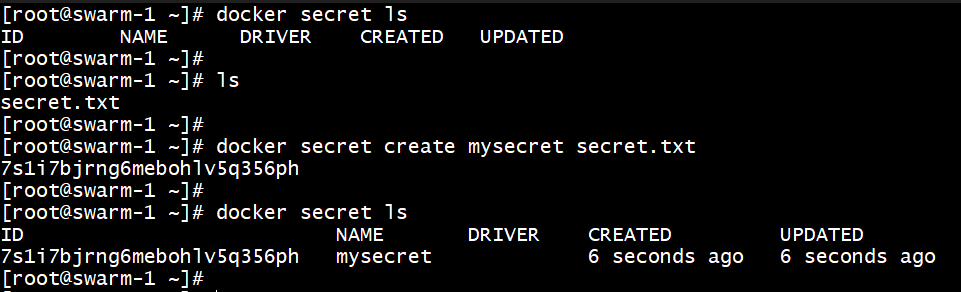 [root@swarm-1 ~]# docker secret ls
ID        NAME      DRIVER    CREATED   UPDATED
[root@swarm-1 ~]#
[root@swarm-1 ~]# ls
secret.txt
[root@swarm-1 ~]#
[root@swarm-1 ~]# docker secret create mysecret secret.txt
7s1i7bjrng6mebohlv5q356ph
[root@swarm-1 ~]#
[root@swarm-1 ~]# docker secret ls
ID                          NAME       DRIVER    CREATED         UPDATED
7s1i7bjrng6mebohlv5q356ph   mysecret             6 seconds ago   6 seconds ago
[root@swarm-1 ~]#